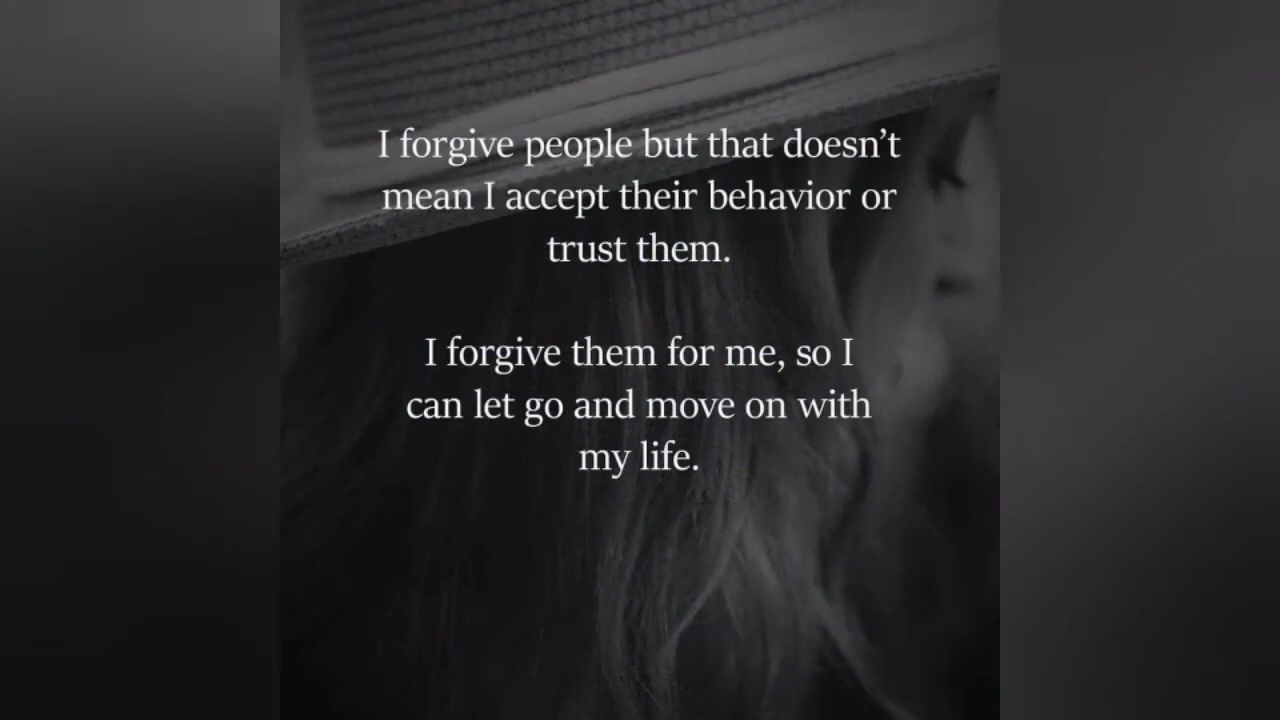 I forgive people but that doesn’t
mean I accept their behavior or
trust them.
I forgive them for me, so I
can let go and move on with
my life.